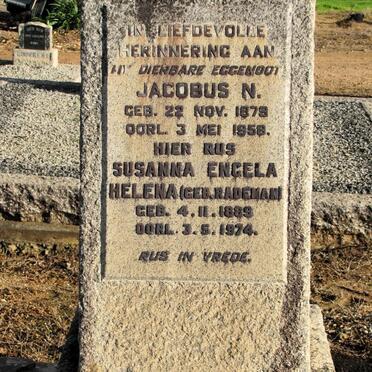 IN LIEFDEVOLLE
HERINNERING AAN
MY DIERBARE EGGENOOT
JACOBUS N.
GEB. 22 NOV. 1879
OORL. 3 MEI 1958.
HIER RUS
SUSANNA ENGELA
HELENA (GEB. RADEMAN)
GEB. 4.11.1889
OORL. 3.5.1974.
RUS IN VREDE.